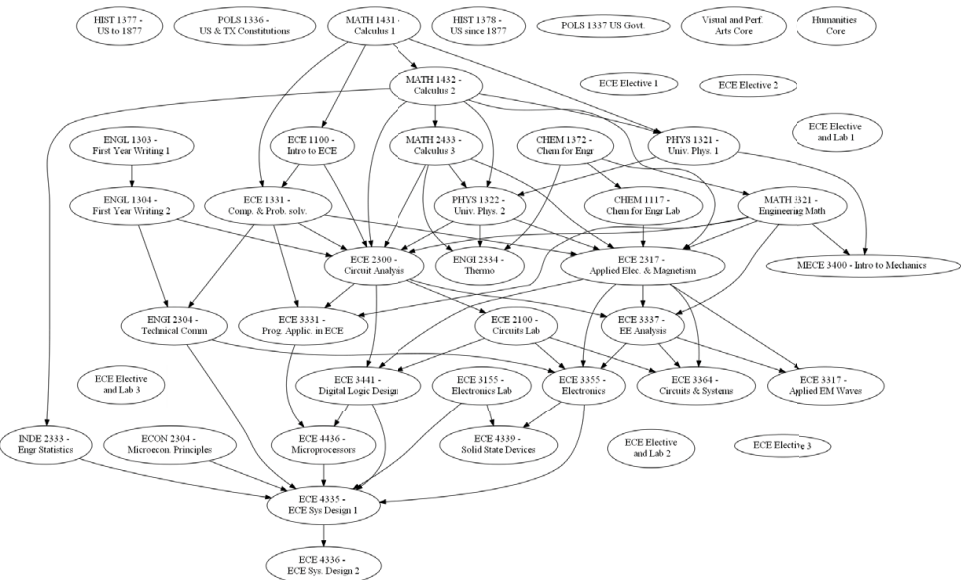 HIST 1377 -
US to 1877
POLS 1336 -
US & TX Constitutions
MATH 1431 -
Calculus 1
HIST 1378 -
US since 1877
POLS 1337 US Govt.
Visual and Perf.
Arts Core
Humanities
Core
MATH 1432 -
Calculus 2
ECE Elective 1
ECE Elective 2
ENGL 1303 -
First Year Writing 1
ECE 1100 -
Intro to ECE
MATH 2433 -
Calculus 3
CHEM 1372 -
Chem for Engr
PHYS 1321 -
Univ. Phys. 1
ECE Elective
and Lab 1
ENGL 1304 -
First Year Writing 2
ECE 1331 -
Comp. & Prob. solv.
PHYS 1322 -
Univ. Phys. 2
CHEM 1117 -
Chem for Engr Lab
MATH 3321 -
Engineering Math
ECE 2300 -
Circuit Analysis
ENGI 2334 -
Thermo
ECE 2317 -
Applied Elec. & Magnetism
MECE 3400 - Intro to Mechanics
ENGI 2304 -
Technical Comm
ECE 3331 -
Prog. Applic. in ECE
ECE 2100 -
Circuits Lab
ECE 3337 -
EE Analysis
ECE Elective
and Lab 3
ECE 3441 -
Digital Logic Design
ECE 3155 -
Electronics Lab
ECE 3355 -
Electronics
ECE 3364 -
Circuits & Systems
ECE 3317 -
Applied EM Waves
INDE 2333 -
Engr Statistics
ECON 2304 -
Microecon. Principles
ECE 4436 -
Microprocessors
ECE 4339 -
Solid State Devices
ECE Elective
and Lab 2
ECE Elective 3
ECE 4335 -
ECE Sys Design 1
ECE 4336 -
ECE Sys. Design 2